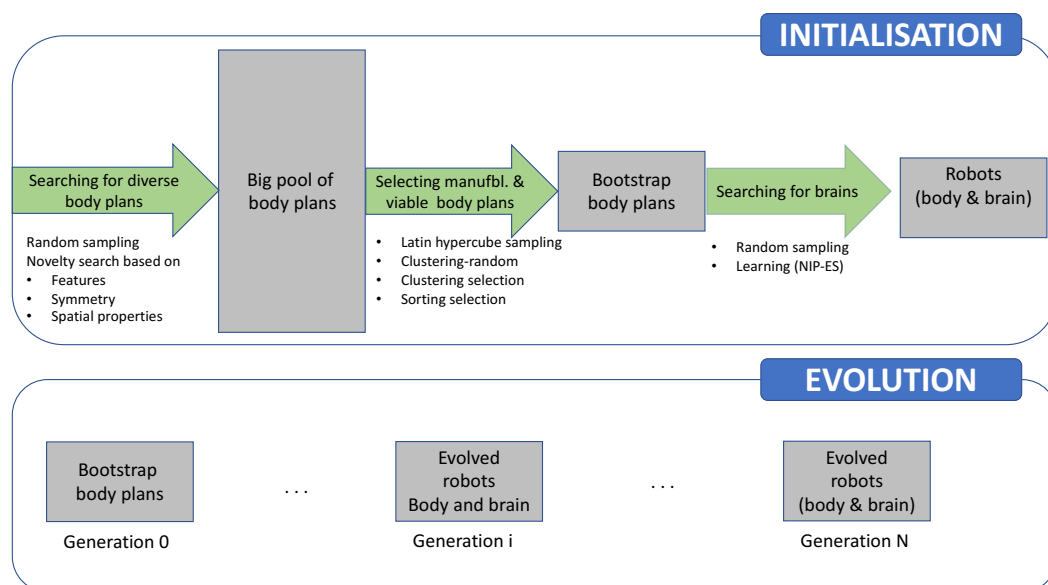 INITIALISATION
Searching for diverse
body plans
Random sampling
Novelty search based on
• Features
• Symmetry
• Spatial properties
Big pool of
body plans
Selecting manufbl. &
viable body plans
• Latin hypercube sampling
• Clustering-random
• Clustering selection
• Sorting selection
Bootstrap
body plans
Searching for brains
• Random sampling
• Learning (NIP-ES)
Robots
(body & brain)
EVOLUTION
Bootstrap
body plans
Generation 0
...
Evolved
robots
Body and brain
Generation i
...
Evolved
robots
(body & brain)
Generation N